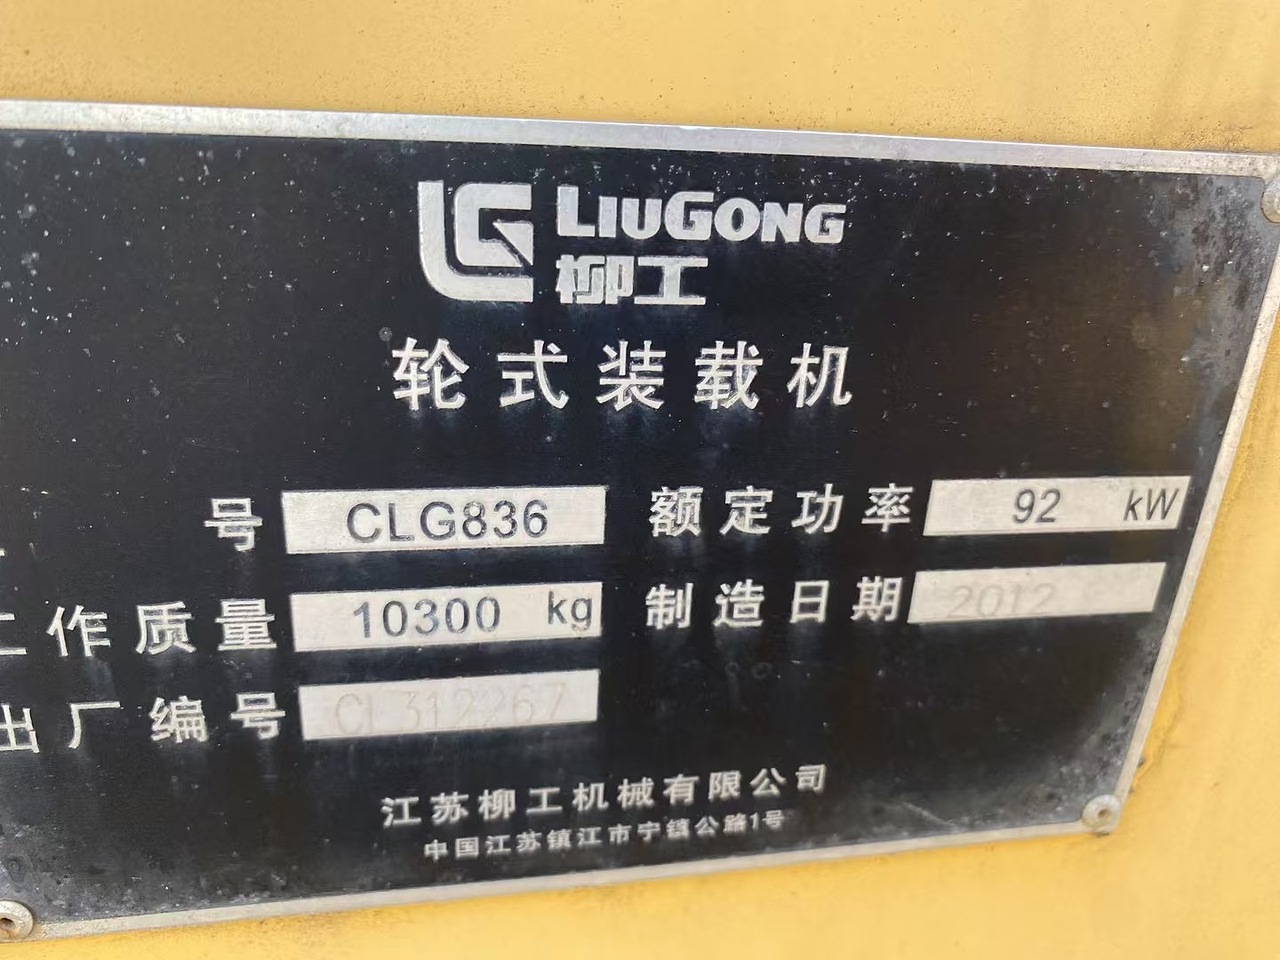 LIUGONG
柳工
轮式装载机
号 CLG836 额定功率 92 kW
工作质量 10300 kg 制造日期 2012
出厂编号 CL312267
江苏柳工机械有限公司
中国江苏镇江市宁镇公路1号